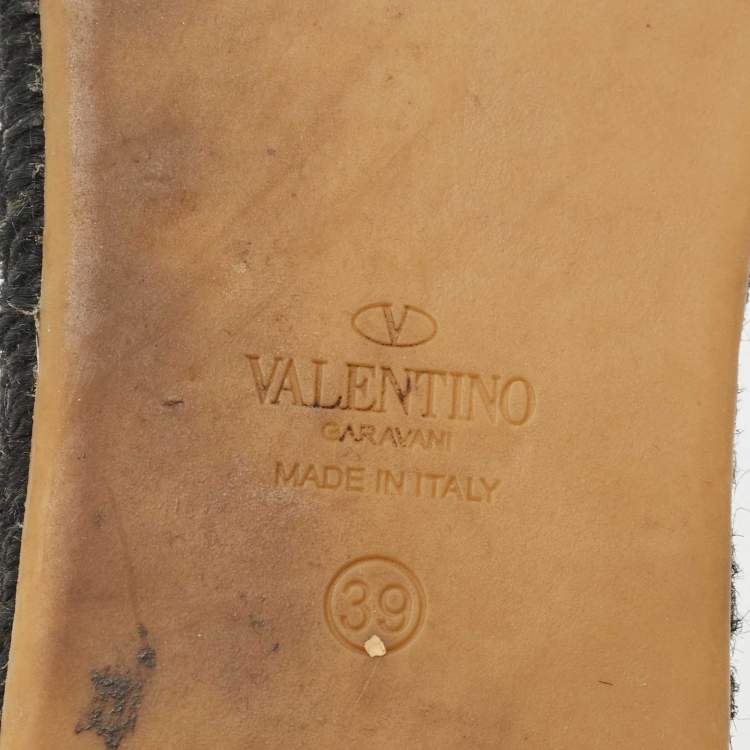 V
VALENTINO
GARAVANI
MADE IN ITALY
39